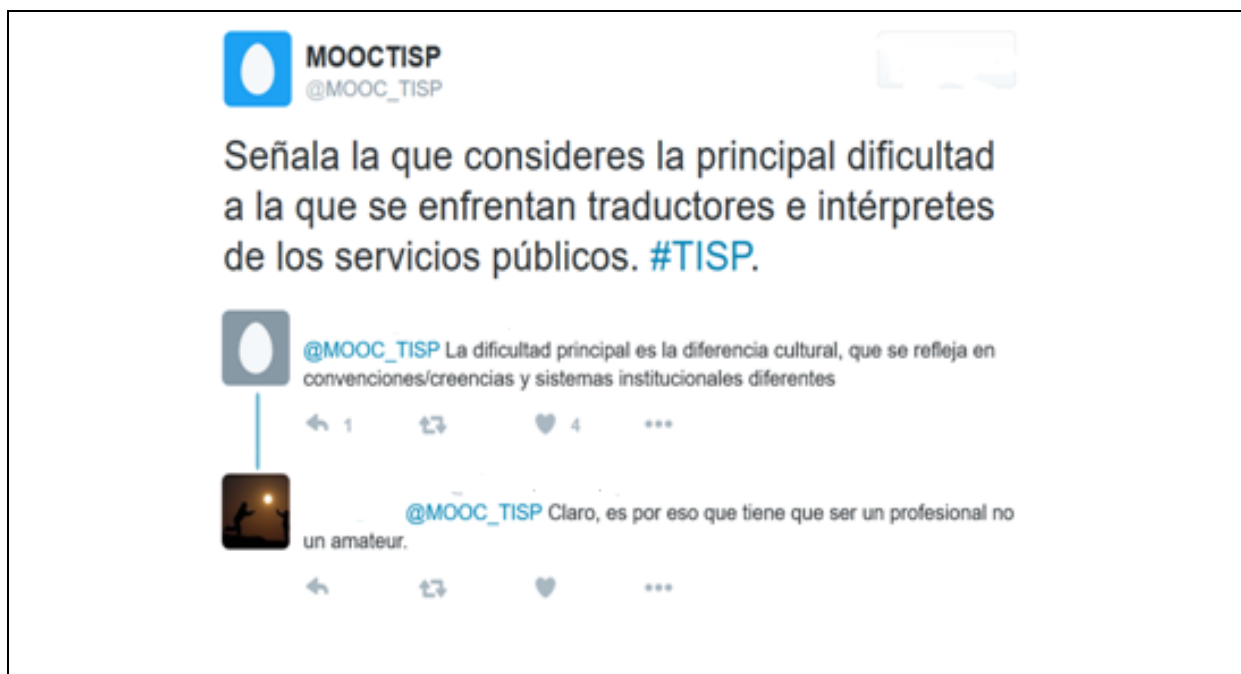 MOOCTISP
@MOOC_TISP
Señala la que consideres la principal dificultad
a la que se enfrentan traductores e intérpretes
de los servicios públicos. #TISP.
@MOOC_TISP La dificultad principal es la diferencia cultural, que se refleja en
convenciones/creencias y sistemas institucionales diferentes
1 4
@MOOC_TISP Claro, es por eso que tiene que ser un profesional no
un amateur.